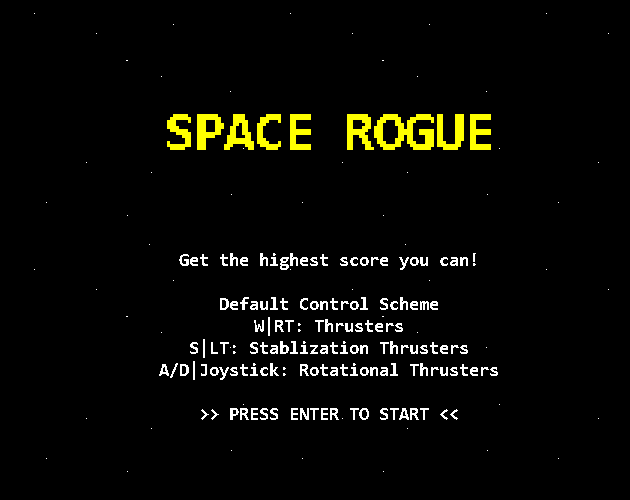 SPACE ROGUE
Get the highest score you can!
Default Control Scheme
W|RT: Thrusters
S|LT: Stablization Thrusters
A/D|Joystick: Rotational Thrusters
>> PRESS ENTER TO START <<